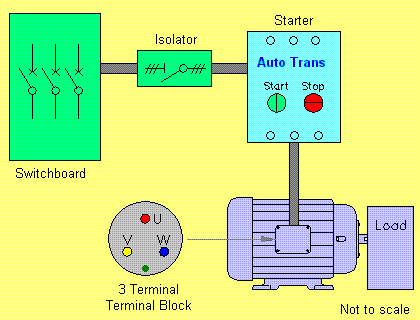 Starter
Isolator
Auto Trans
Start Stop
Switchboard
U
V W
Load
3 Terminal
Terminal Block
Not to scale